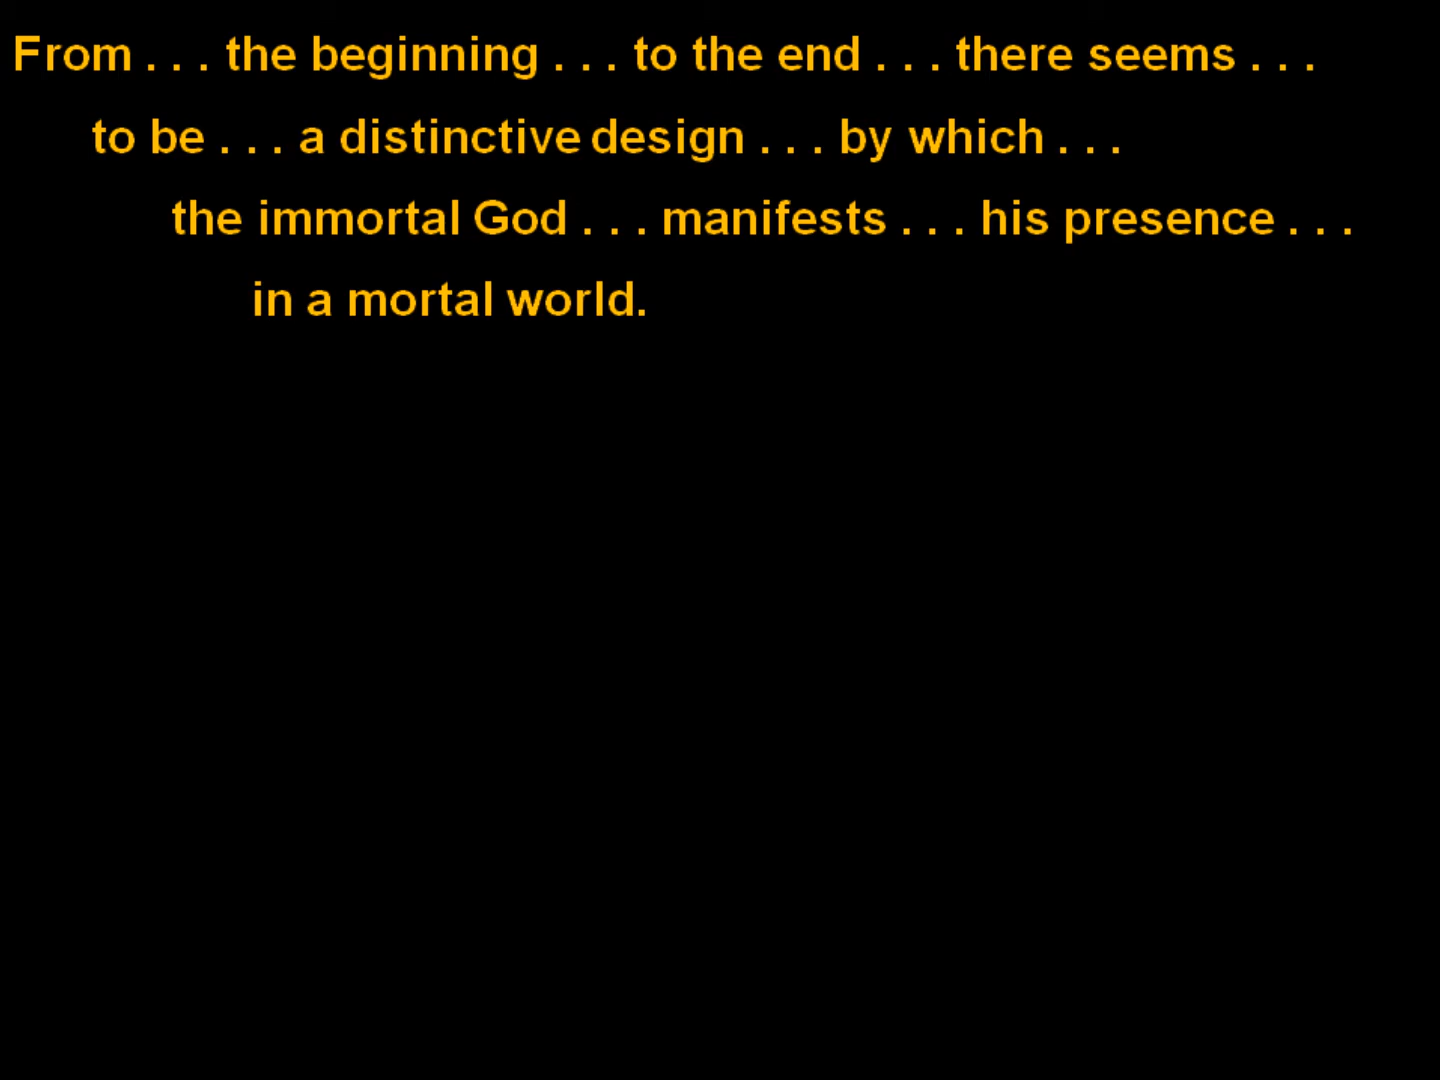 From . . . the beginning . . . to the end . . . there seems . . .
to be . . . a distinctive design . . . by which . . .
the immortal God . . . manifests . . . his presence . . .
in a mortal world.